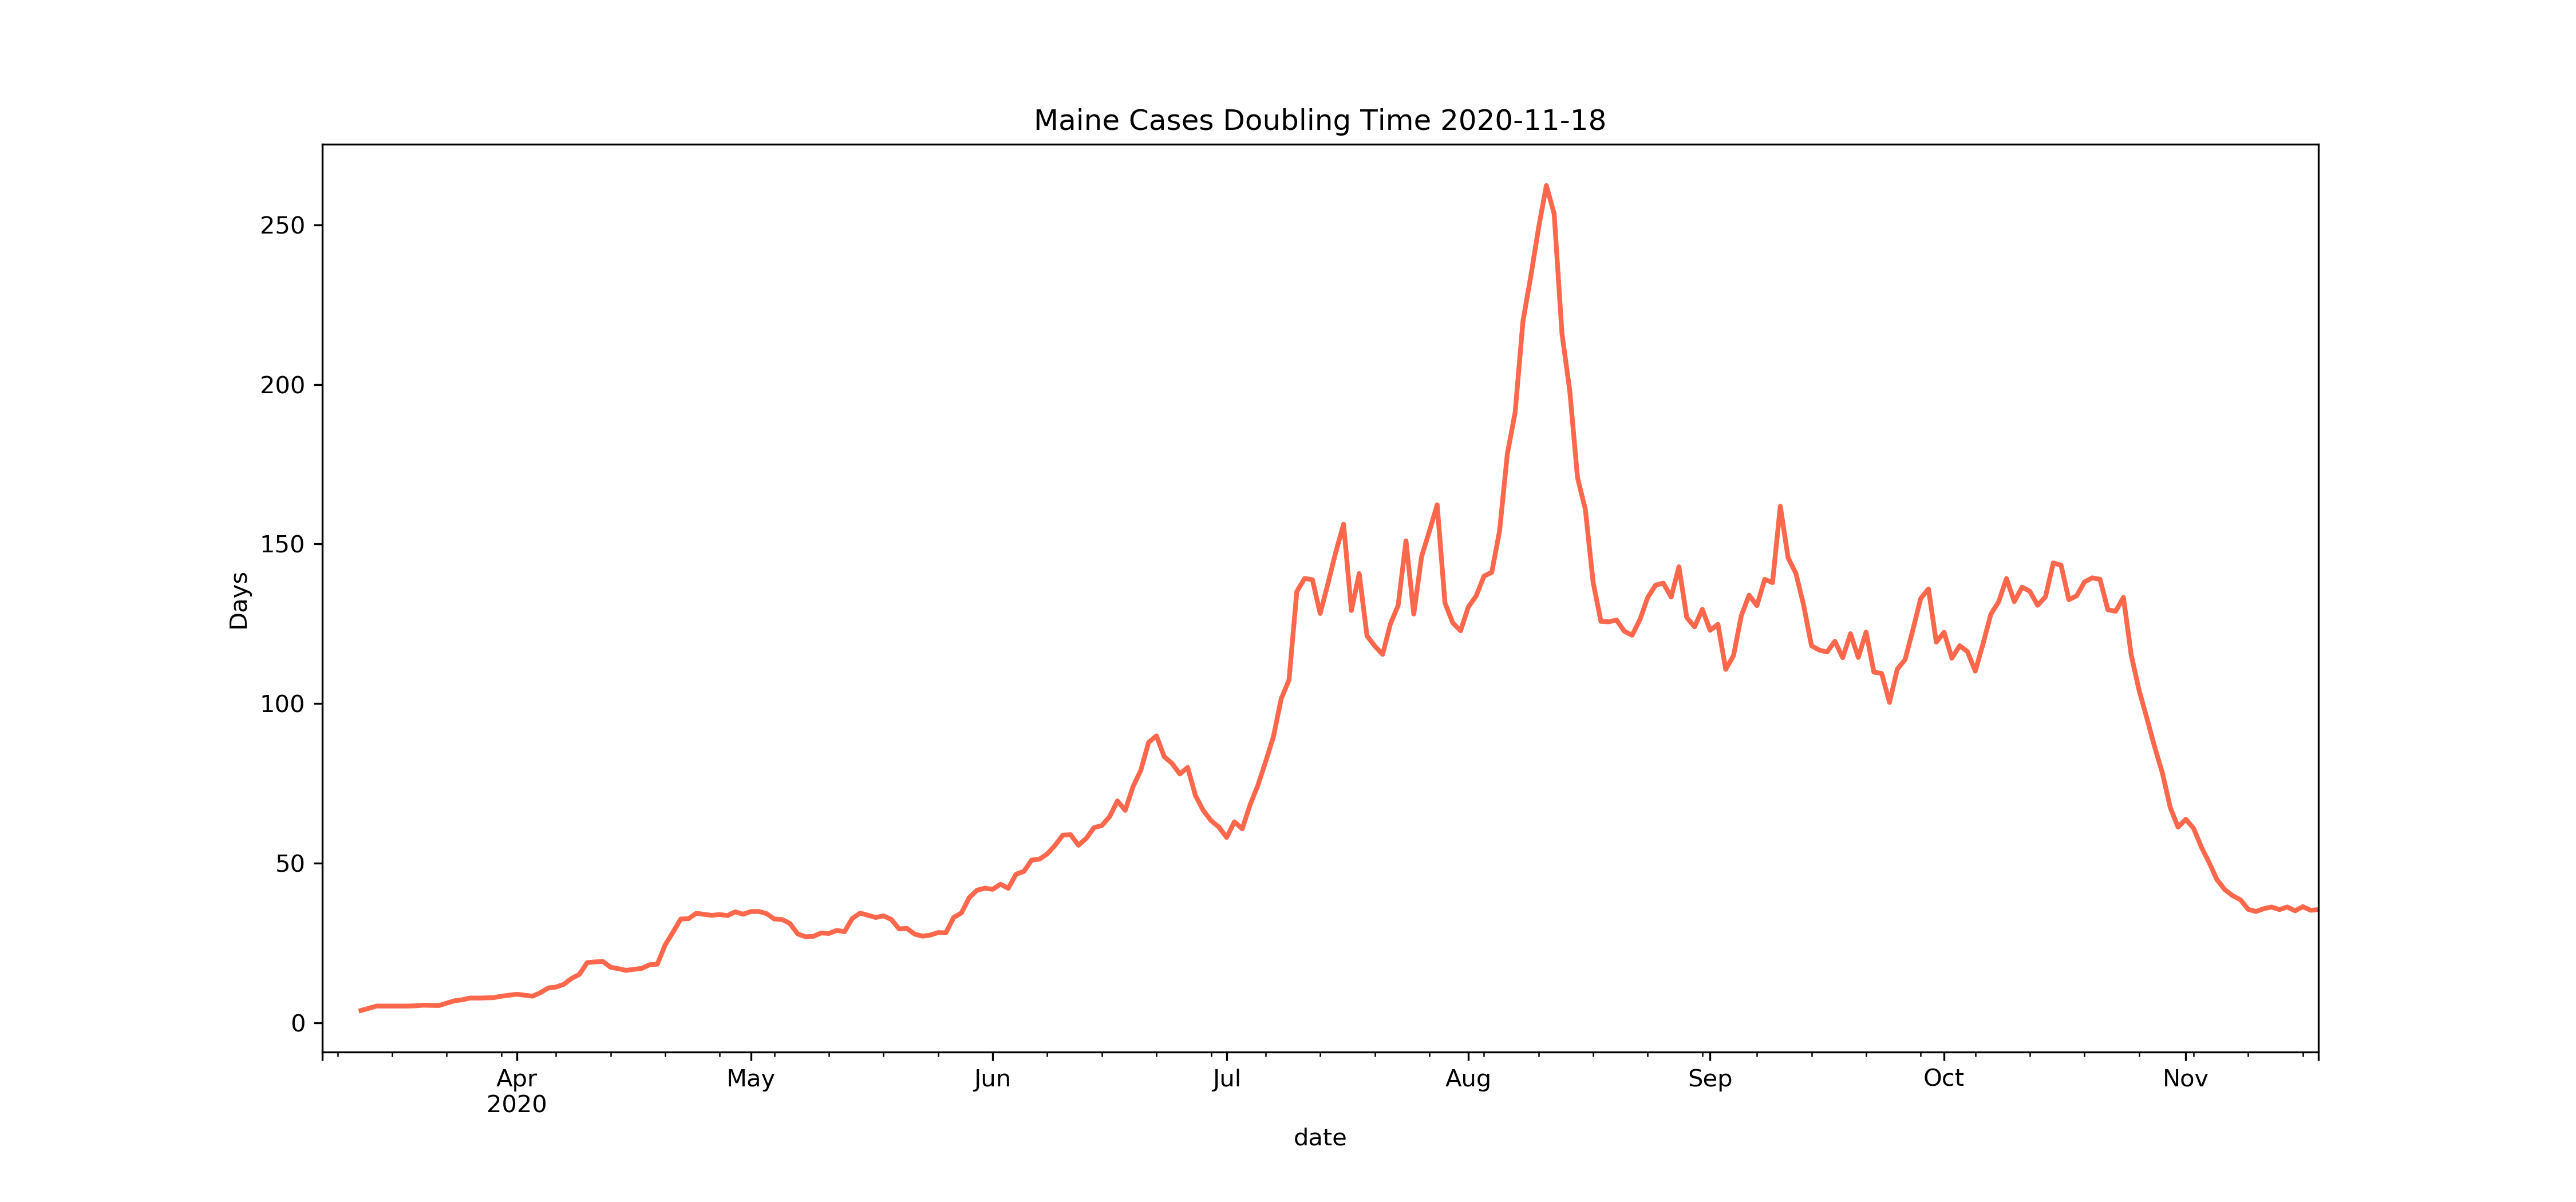 Maine Cases Doubling Time 2020-11-18
250
200
150
100
50
0
Days
Apr May Jun Jul Aug Sep Oct Nov
2020
date